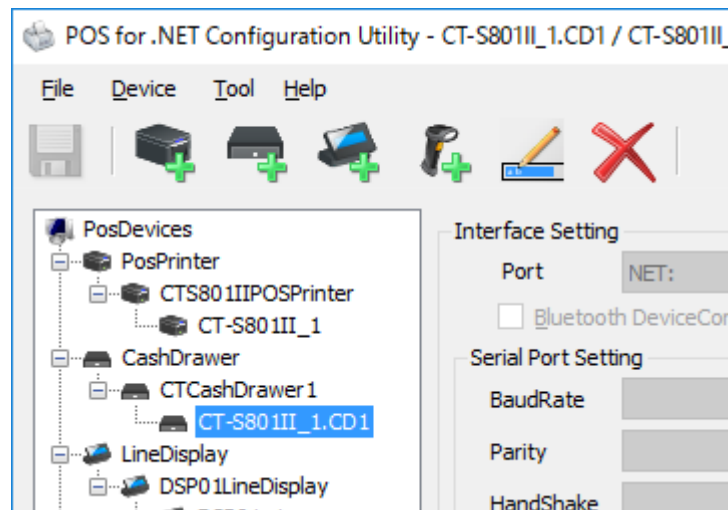 POS for .NET Configuration Utility - CT-S801II_1.CD1 / CT-S801II_
File Device Tool Help
PosDevices
PosPrinter
CTS801IIPOSPrinter
CT-S801II_1
CashDrawer
CTCashDrawer1
CT-S801II_1.CD1
LineDisplay
DSP01LineDisplay
Interface Setting
Port NET:
Bluetooth DeviceCor
Serial Port Setting
BaudRate
Parity
HandShake